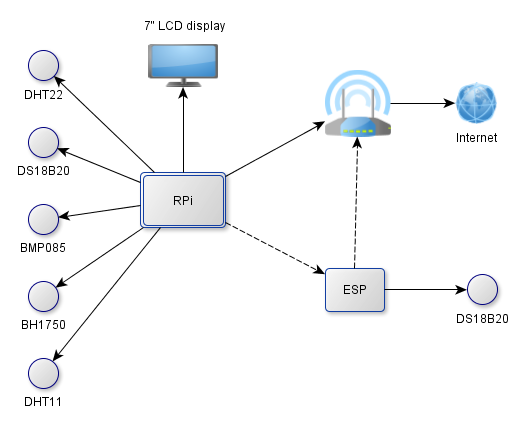 7" LCD display
DHT22
Internet
DS18B20
RPi
BMP085
ESP
BH1750
DS18B20
DHT11